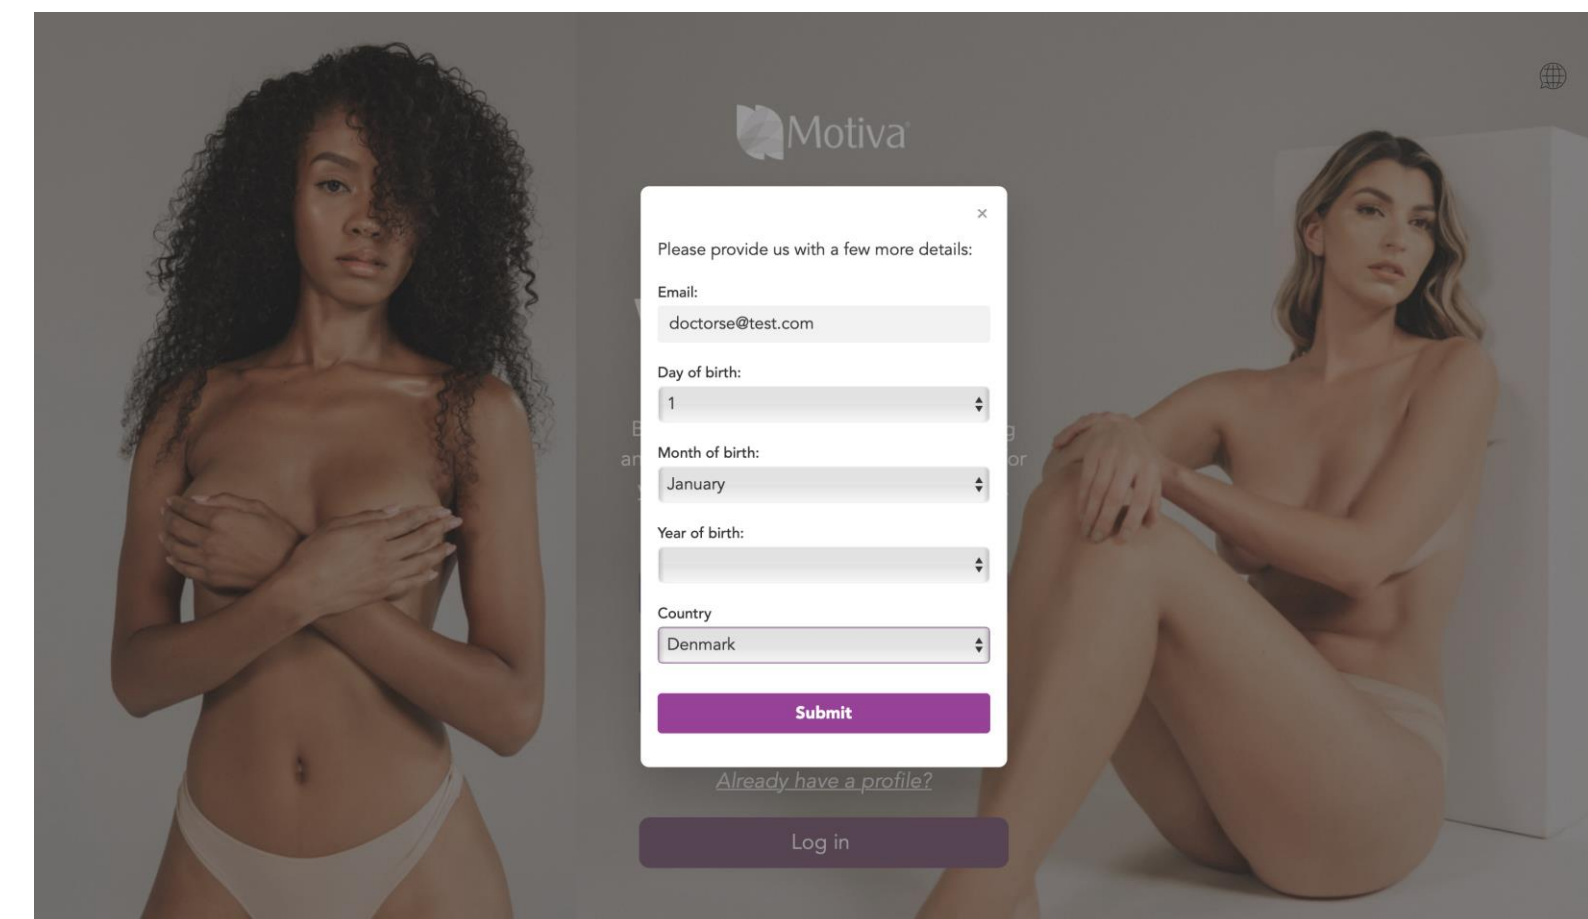 Motiva
×
Please provide us with a few more details:
Email:
doctorse@test.com
Day of birth:
1
Month of birth:
January
Year of birth:
Country
Denmark
Submit
Already have a profile?
Log in